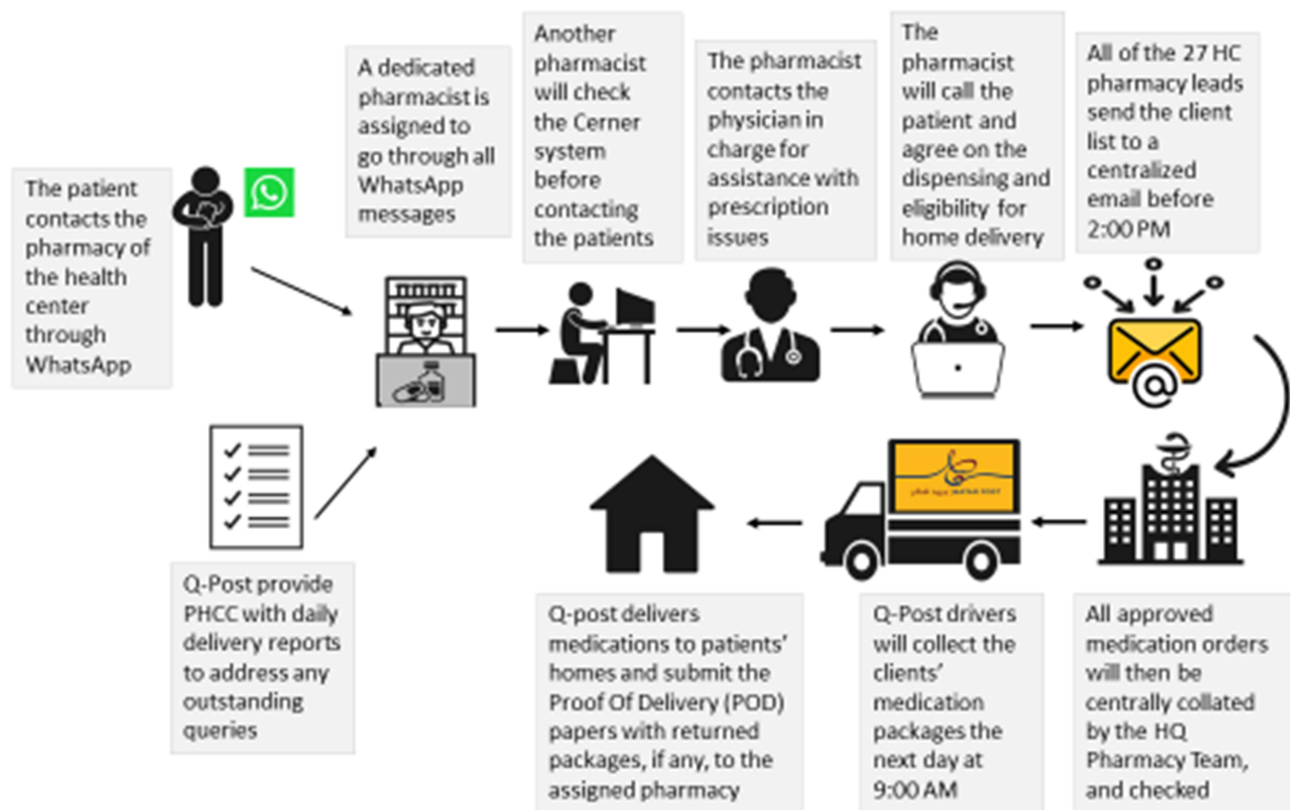 The patient
contacts the
pharmacy of
the health
center
through
WhatsApp
A dedicated
pharmacist is
assigned to
go through all
WhatsApp
messages
Another
pharmacist
will check
the Cerner
system
before
contacting
the patients
The pharmacist
contacts the
physician in
charge for
assistance with
prescription
issues
The
pharmacist
will call the
patient and
agree on the
dispensing and
eligibility for
home delivery
All of the 27 HC
pharmacy leads
send the client
list to a
centralized
email before
2:00 PM
@
All approved
medication orders
will then be
centrally collated
by the HQ
Pharmacy Team,
and checked
Q-Post drivers
will collect the
clients'
medication
packages the
next day at
9:00 AM
Q-post delivers
medications to patients'
homes and submit the
Proof Of Delivery (POD)
papers with returned
packages, if any, to the
assigned pharmacy
Q-Post provide
PHCC with daily
delivery reports
to address any
outstanding
queries